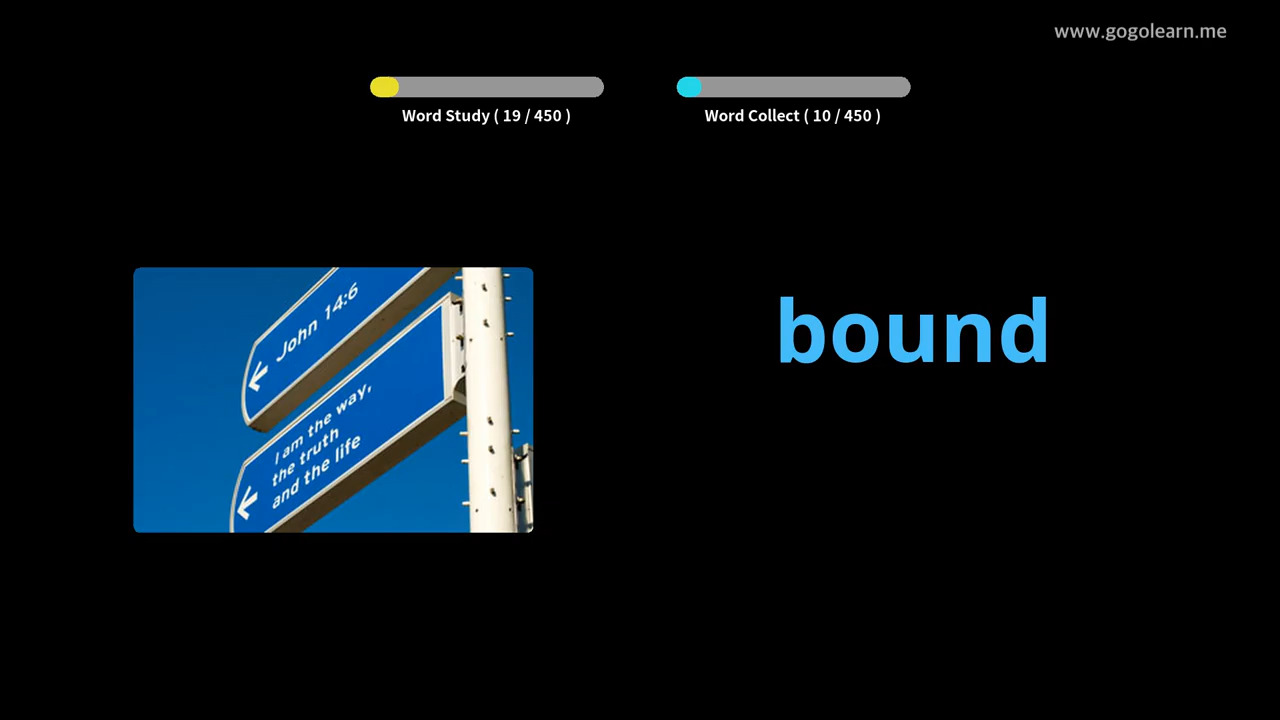 www.gogolearn.me
Word Study ( 19 / 450 )
Word Collect ( 10 / 450 )
John 14:6
I am the way,
the truth
and the life
bound